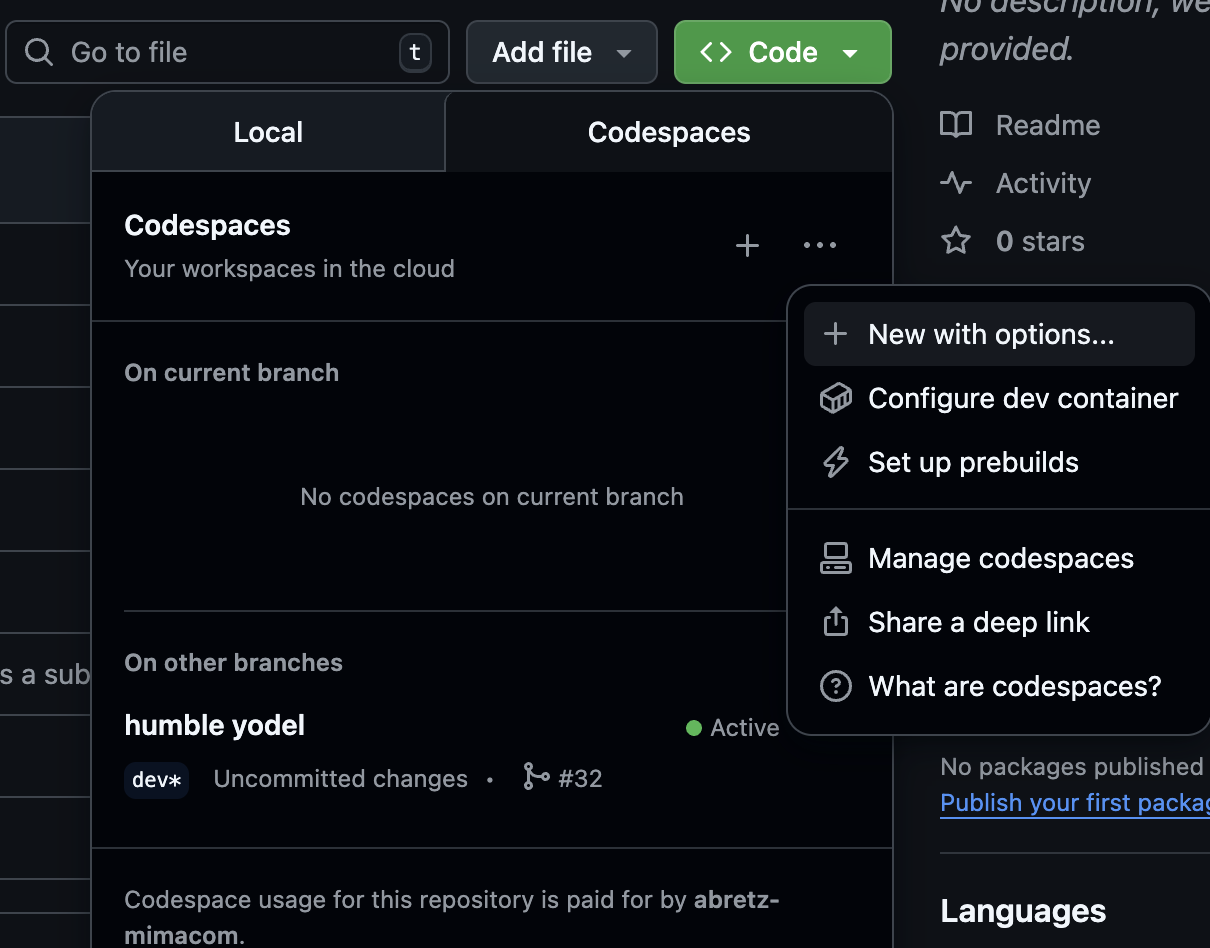 No description, we
provided.
Go to file
t
Add file
Code
Local
Codespaces
Readme
Activity
0 stars
Codespaces
Your workspaces in the cloud
New with options...
Configure dev container
Set up prebuilds
Manage codespaces
Share a deep link
What are codespaces?
On current branch
No codespaces on current branch
On other branches
s a sub
humble yodel
Active
dev*
Uncommitted changes • #32
No packages published
Publish your first packag
Codespace usage for this repository is paid for by abretz-
mimacom.
Languages